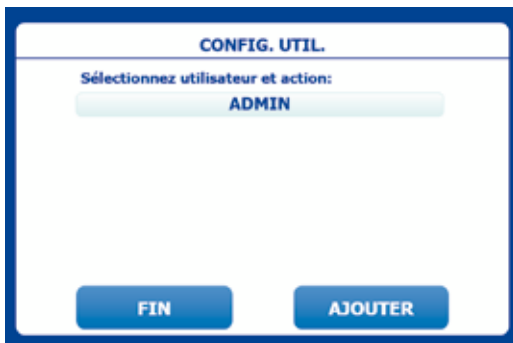 CONFIG. UTIL.
Sélectionnez utilisateur et action:
ADMIN
FIN
AJOUTER